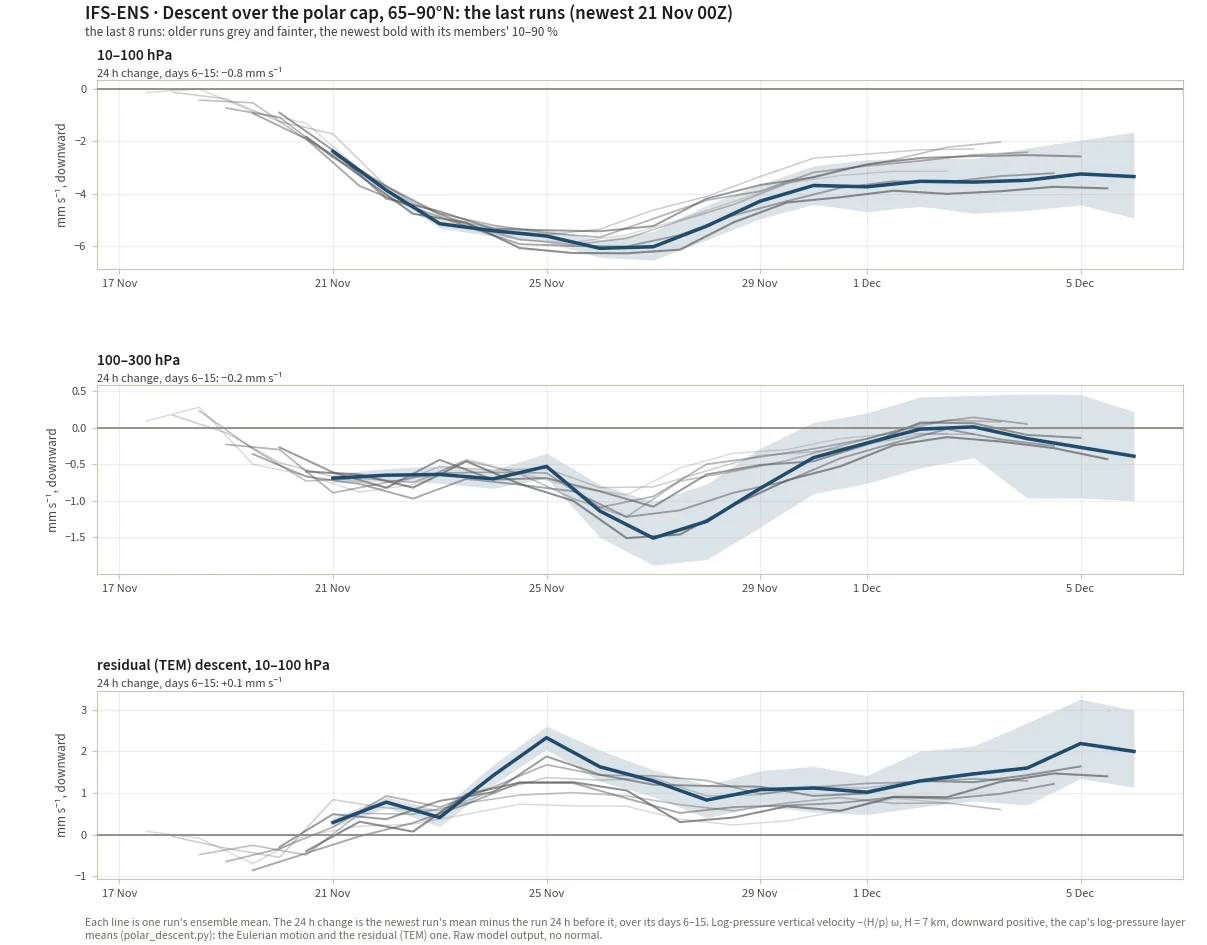 IFS-ENS · Descent over the polar cap, 65–90°N: the last runs (newest 21 Nov 00Z)
the last 8 runs: older runs grey and fainter, the newest bold with its members' 10–90 %
10–100 hPa
24 h change, days 6–15: −0.8 mm s⁻¹
0
−2
−4
−6
mm s⁻¹, downward
17 Nov
21 Nov
25 Nov
29 Nov
1 Dec
5 Dec
100–300 hPa
24 h change, days 6–15: −0.2 mm s⁻¹
0.5
0.0
−0.5
−1.0
−1.5
mm s⁻¹, downward
17 Nov
21 Nov
25 Nov
29 Nov
1 Dec
5 Dec
residual (TEM) descent, 10–100 hPa
24 h change, days 6–15: +0.1 mm s⁻¹
3
2
1
0
−1
mm s⁻¹, downward
17 Nov
21 Nov
25 Nov
29 Nov
1 Dec
5 Dec
Each line is one run's ensemble mean. The 24 h change is the newest run's mean minus the run 24 h before it, over its days 6–15. Log-pressure vertical velocity −(H/p) ω, H = 7 km, downward positive, the cap's log-pressure layer
means (polar_descent.py): the Eulerian motion and the residual (TEM) one. Raw model output, no normal.